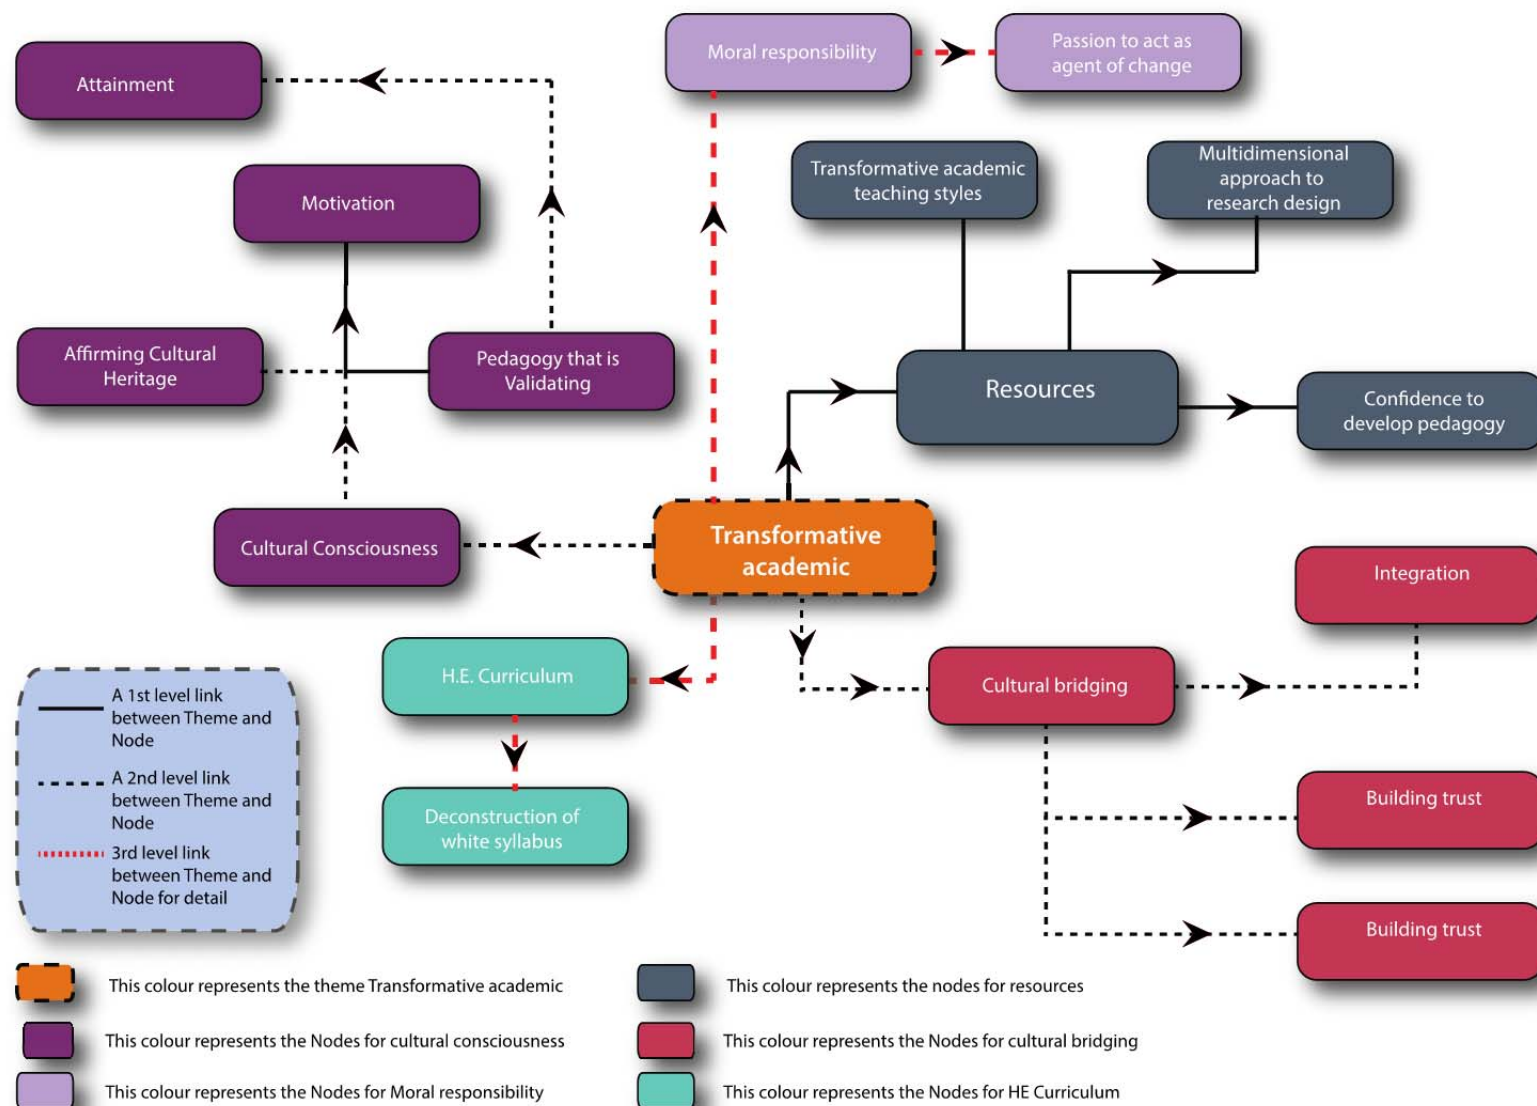 Moral responsibility
Passion to act as
agent of change
Attainment
Transformative academic
teaching styles
Multidimensional
approach to
research design
Motivation
Affirming Cultural
Heritage
Pedagogy that is
Validating
Resources
Confidence to
develop pedagogy
Cultural Consciousness
Transformative
academic
Integration
H.E. Curriculum
Cultural bridging
A 1st level link
between Theme and
Node
A 2nd level link
between Theme and
Node
3rd level link
between Theme and
Node for detail
Deconstruction of
white syllabus
Building trust
Building trust
This colour represents the theme Transformative academic
This colour represents the nodes for resources
This colour represents the Nodes for cultural consciousness
This colour represents the Nodes for cultural bridging
This colour represents the Nodes for Moral responsibility
This colour represents the Nodes for HE Curriculum